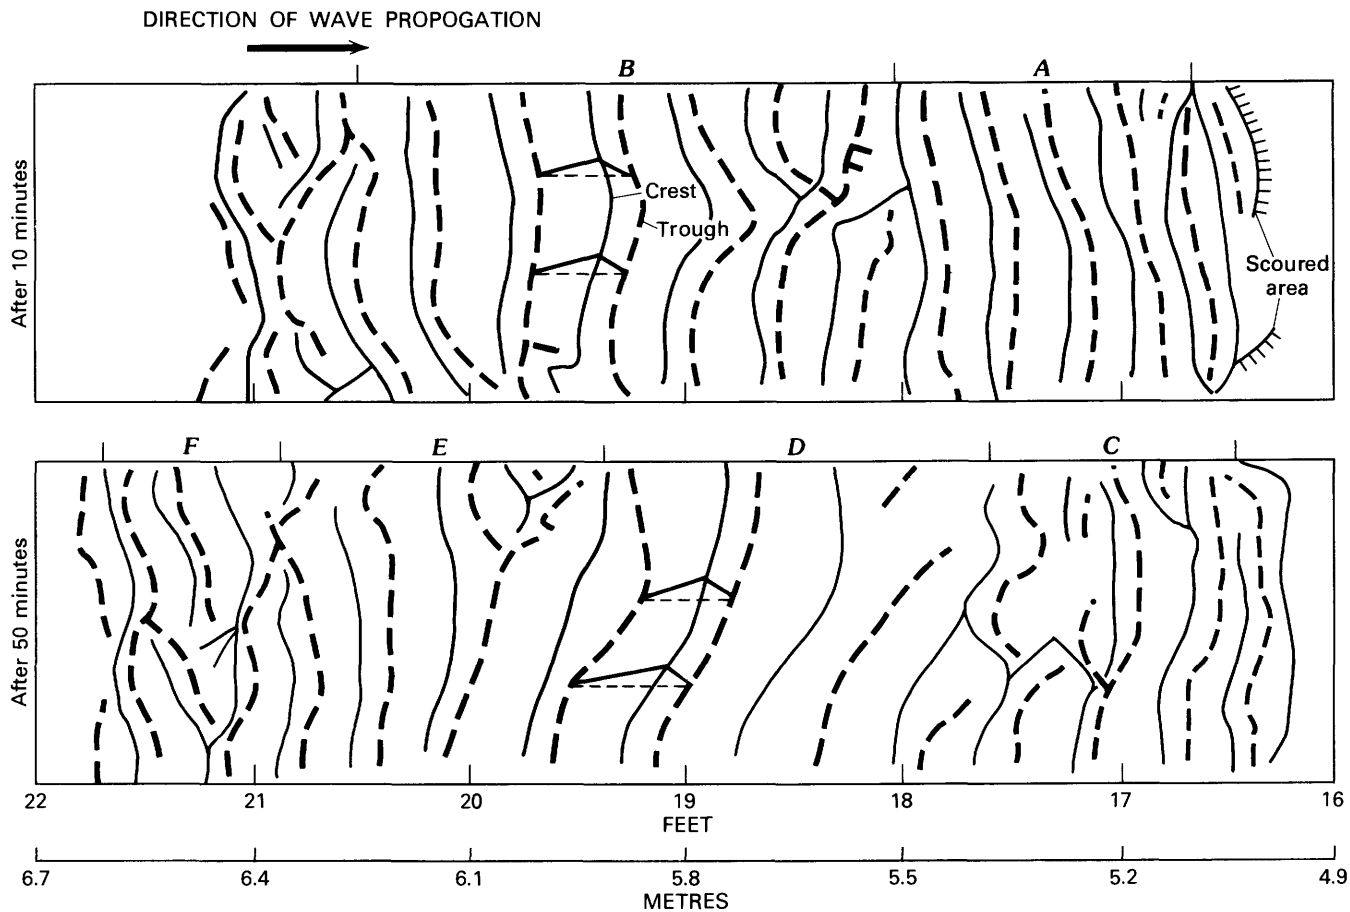 DIRECTION OF WAVE PROPOGATION
B A
After 10 minutes
Crest
Trough
Scoured
area
F E D C
After 50 minutes
22 21 20 19 18 17 16
FEET
6.7 6.4 6.1 5.8 5.5 5.2 4.9
METRES